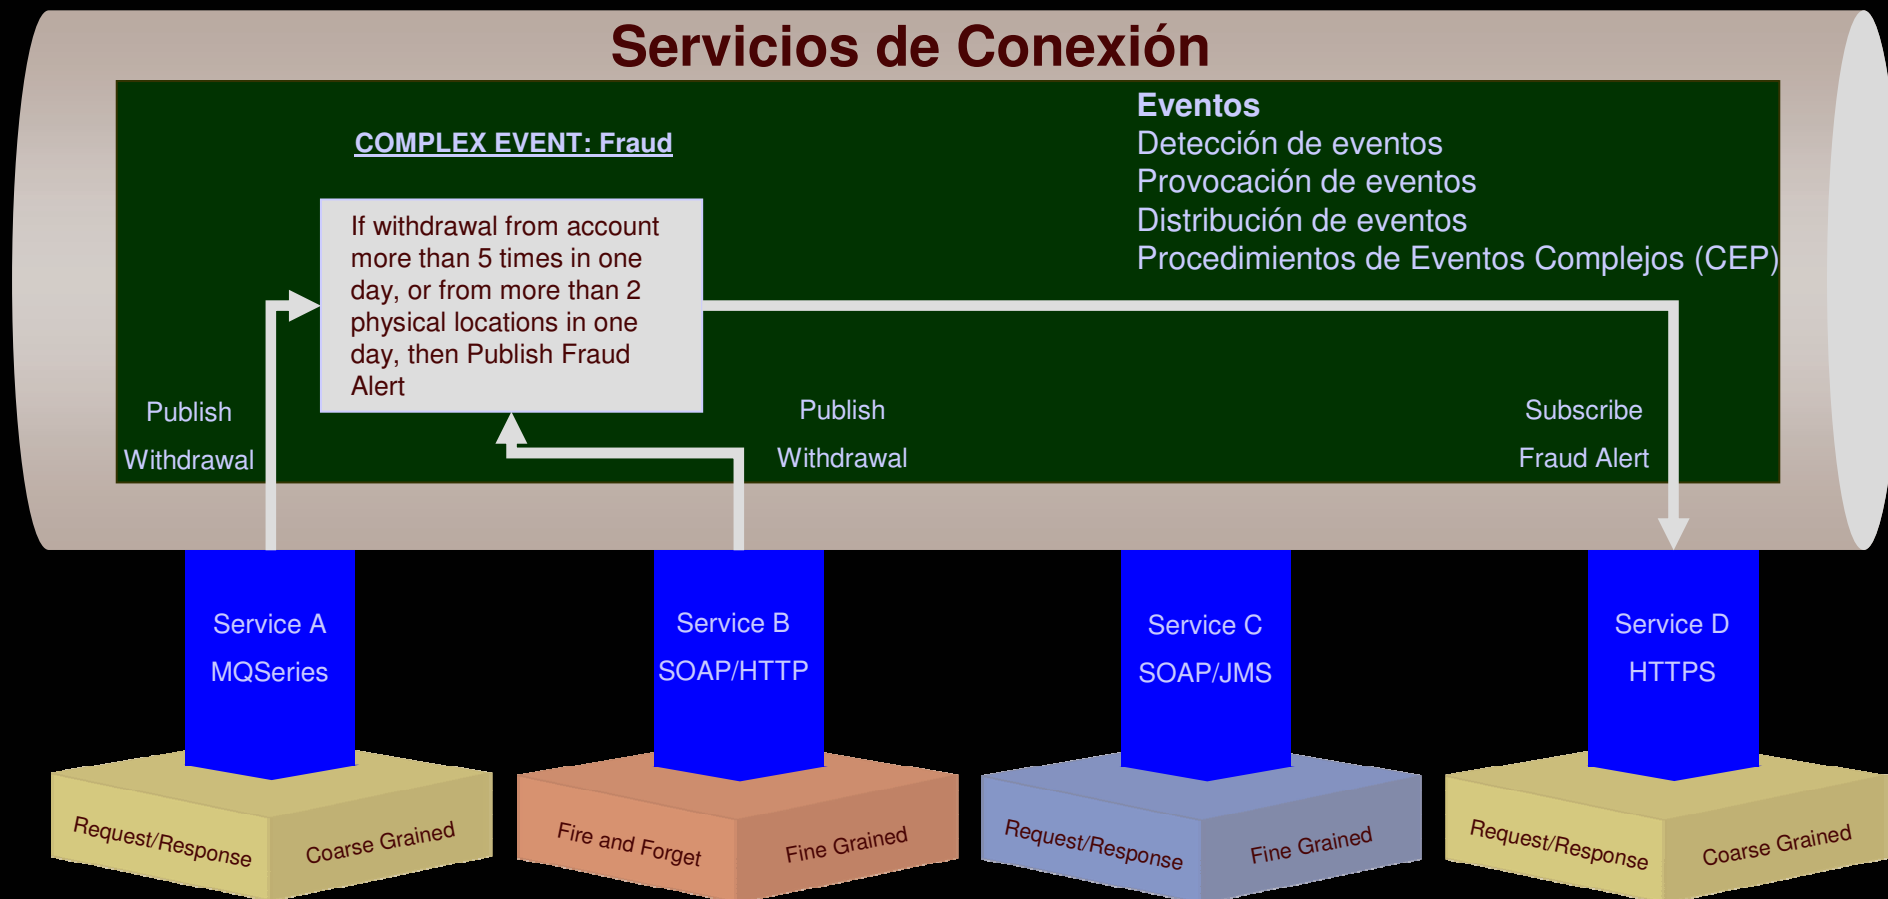 Servicios de Conexión
Eventos
Detección de eventos
Provocación de eventos
Distribución de eventos
Procedimientos de Eventos Complejos (CEP)
COMPLEX EVENT: Fraud
If withdrawal from account
more than 5 times in one
day, or from more than 2
physical locations in one
day, then Publish Fraud
Alert
Publish
Withdrawal
Publish
Withdrawal
Subscribe
Fraud Alert
Service A
MQSeries
Service B
SOAP/HTTP
Service C
SOAP/JMS
Service D
HTTPS
Request/Response
Coarse Grained
Fire and Forget
Fine Grained
Request/Response
Fine Grained
Request/Response
Coarse Grained